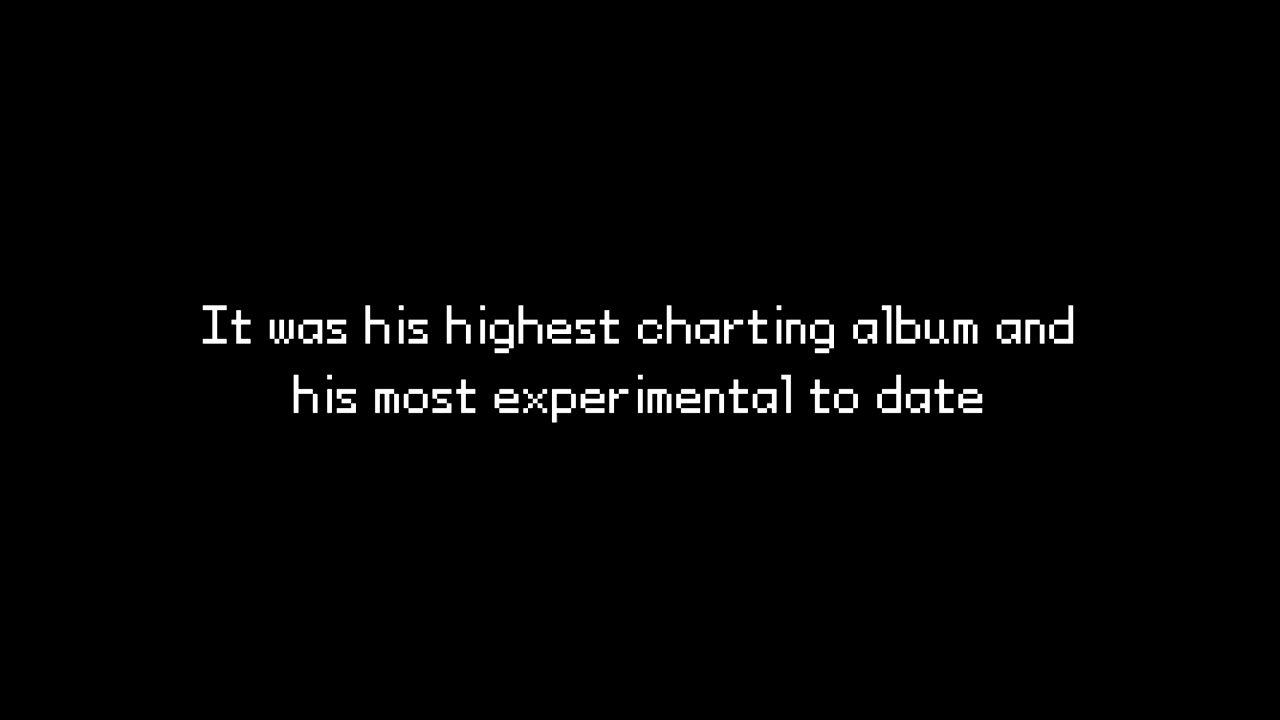 It was his highest charting album and
his most experimental to date